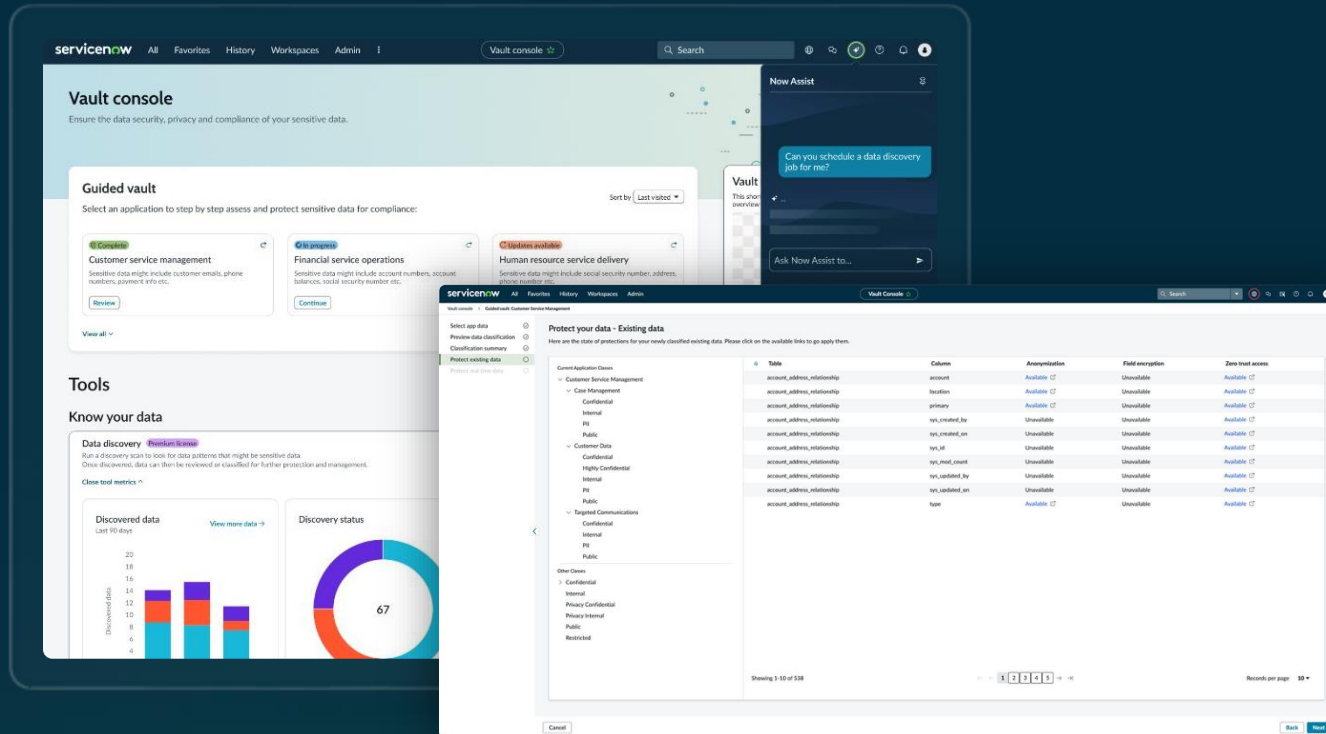 servicenow All Favorites History Workspaces Admin Vault console Search
Now Assist
Vault console
Ensure the data security, privacy and compliance of your sensitive data.
Can you schedule a data discovery
job for me?
Ask Now Assist to...
Guided vault
Select an application to step by step assess and protect sensitive data for compliance:
Sort by Last visited
Complete
Customer service management
Sensitive data might include customer emails, phone
numbers, payment info etc.
Review
In progress
Financial service operations
Sensitive data might include account numbers, account
balances, social security number etc.
Continue
Updates available
Human resource service delivery
Sensitive data might include social security number, address,
phone number etc.
View all
Vault
This shor
overview
Tools
Know your data
Data discovery Premium license
Run a discovery scan to look for data patterns that might be sensitive data
Once discovered, data can then be reviewed or classified for further protection and management.
Close tool metrics
Discovered data
Last 90 days
View more data
Discovered data
20
18
16
14
12
10
8
6
4
Discovery status
67
servicenow All Favorites History Workspaces Admin Vault Console Search
Vault console > Guided vault: Customer Service Management
Select app data
Preview data classification
Classification summary
Protect existing data
Protect real-time data
Protect your data - Existing data
Here are the state of protections for your newly classified existing data. Please click on the available links to go apply them.
Current Application Classes
Customer Service Management
Case Management
Confidential
Internal
PII
Public
Customer Data
Confidential
Highly Confidential
Internal
PII
Public
Targeted Communications
Confidential
Internal
PII
Public
Other Classes
Confidential
Internal
Privacy Confidential
Privacy Internal
Public
Restricted
Table Column Anonymization Field encryption Zero trust access
account_address_relationship account Available Unavailable Available
account_address_relationship location Available Unavailable Available
account_address_relationship primary Available Unavailable Available
account_address_relationship sys_created_by Unavailable Unavailable Available
account_address_relationship sys_created_on Unavailable Unavailable Available
account_address_relationship sys_id Unavailable Unavailable Available
account_address_relationship sys_mod_count Unavailable Unavailable Available
account_address_relationship sys_updated_by Unavailable Unavailable Available
account_address_relationship sys_updated_on Unavailable Unavailable Available
account_address_relationship type Available Unavailable Available
Showing 1-10 of 538 1 2 3 4 5 Records per page 10
Cancel Back Next